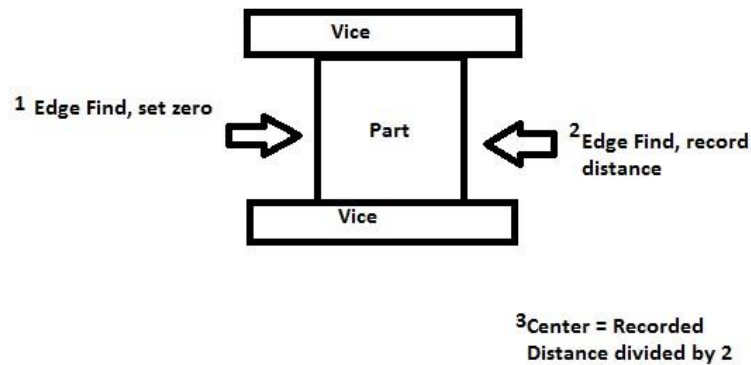 Vice
1 Edge Find, set zero
Part
2 Edge Find, record
distance
Vice
3 Center = Recorded
Distance divided by 2